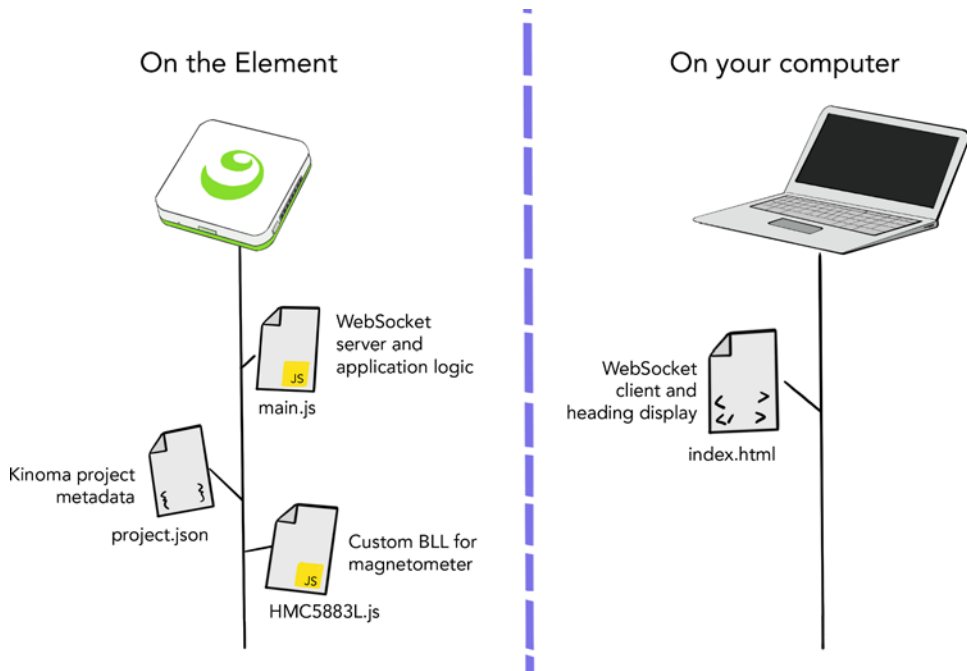 On the Element
WebSocket
server and
application logic
JS
main.js
Kinoma project
metadata
{ }
project.json
Custom BLL for
magnetometer
JS
HMC5883L.js
On your computer
WebSocket
client and
heading display
< >
</ >
index.html